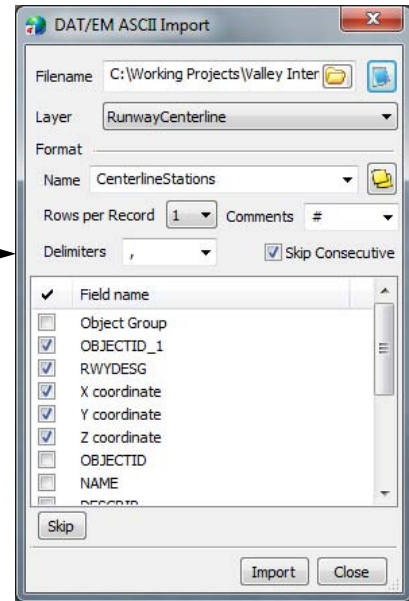 DAT/EM ASCII Import
Filename C:\Working Projects\Valley Inter
Layer RunwayCenterline
Format
Name CenterlineStations
Rows per Record 1 Comments #
Delimiters , Skip Consecutive
Field name
Object Group
OBJECTID_1
RWYDESG
X coordinate
Y coordinate
Z coordinate
OBJECTID
NAME
Skip
Import Close